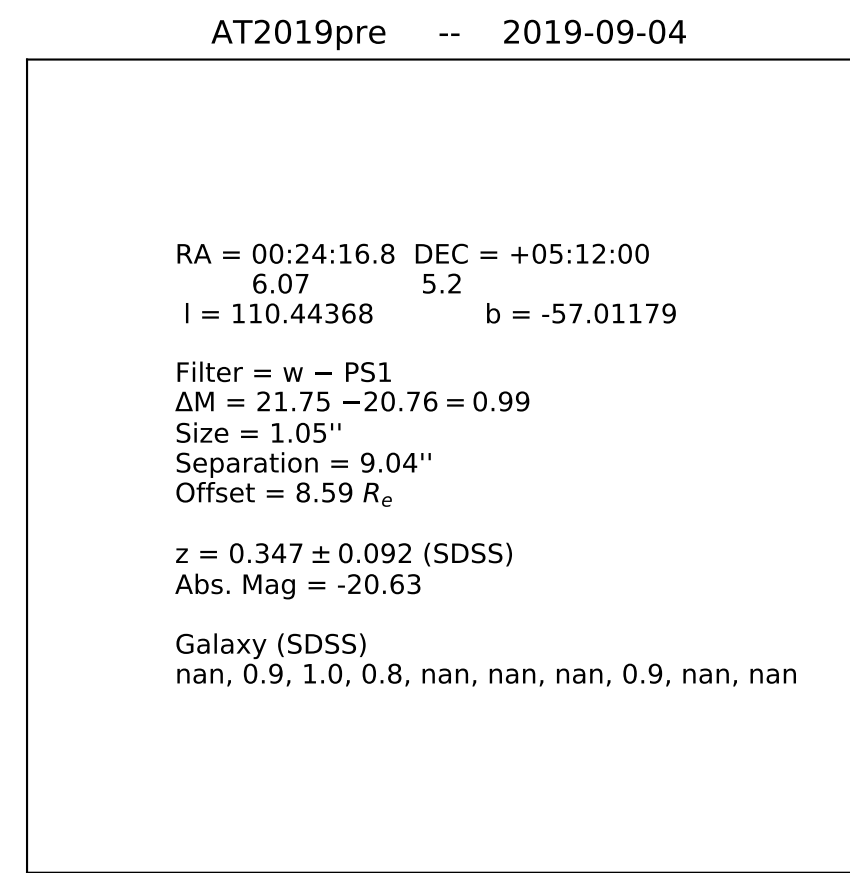 AT2019pre -- 2019-09-04
RA = 00:24:16.8 DEC = +05:12:00
6.07 5.2
l = 110.44368 b = -57.01179
Filter = w − PS1
ΔM = 21.75 −20.76 = 0.99
Size = 1.05''
Separation = 9.04''
Offset = 8.59 Rₑ
z = 0.347 ± 0.092 (SDSS)
Abs. Mag = -20.63
Galaxy (SDSS)
nan, 0.9, 1.0, 0.8, nan, nan, nan, 0.9, nan, nan